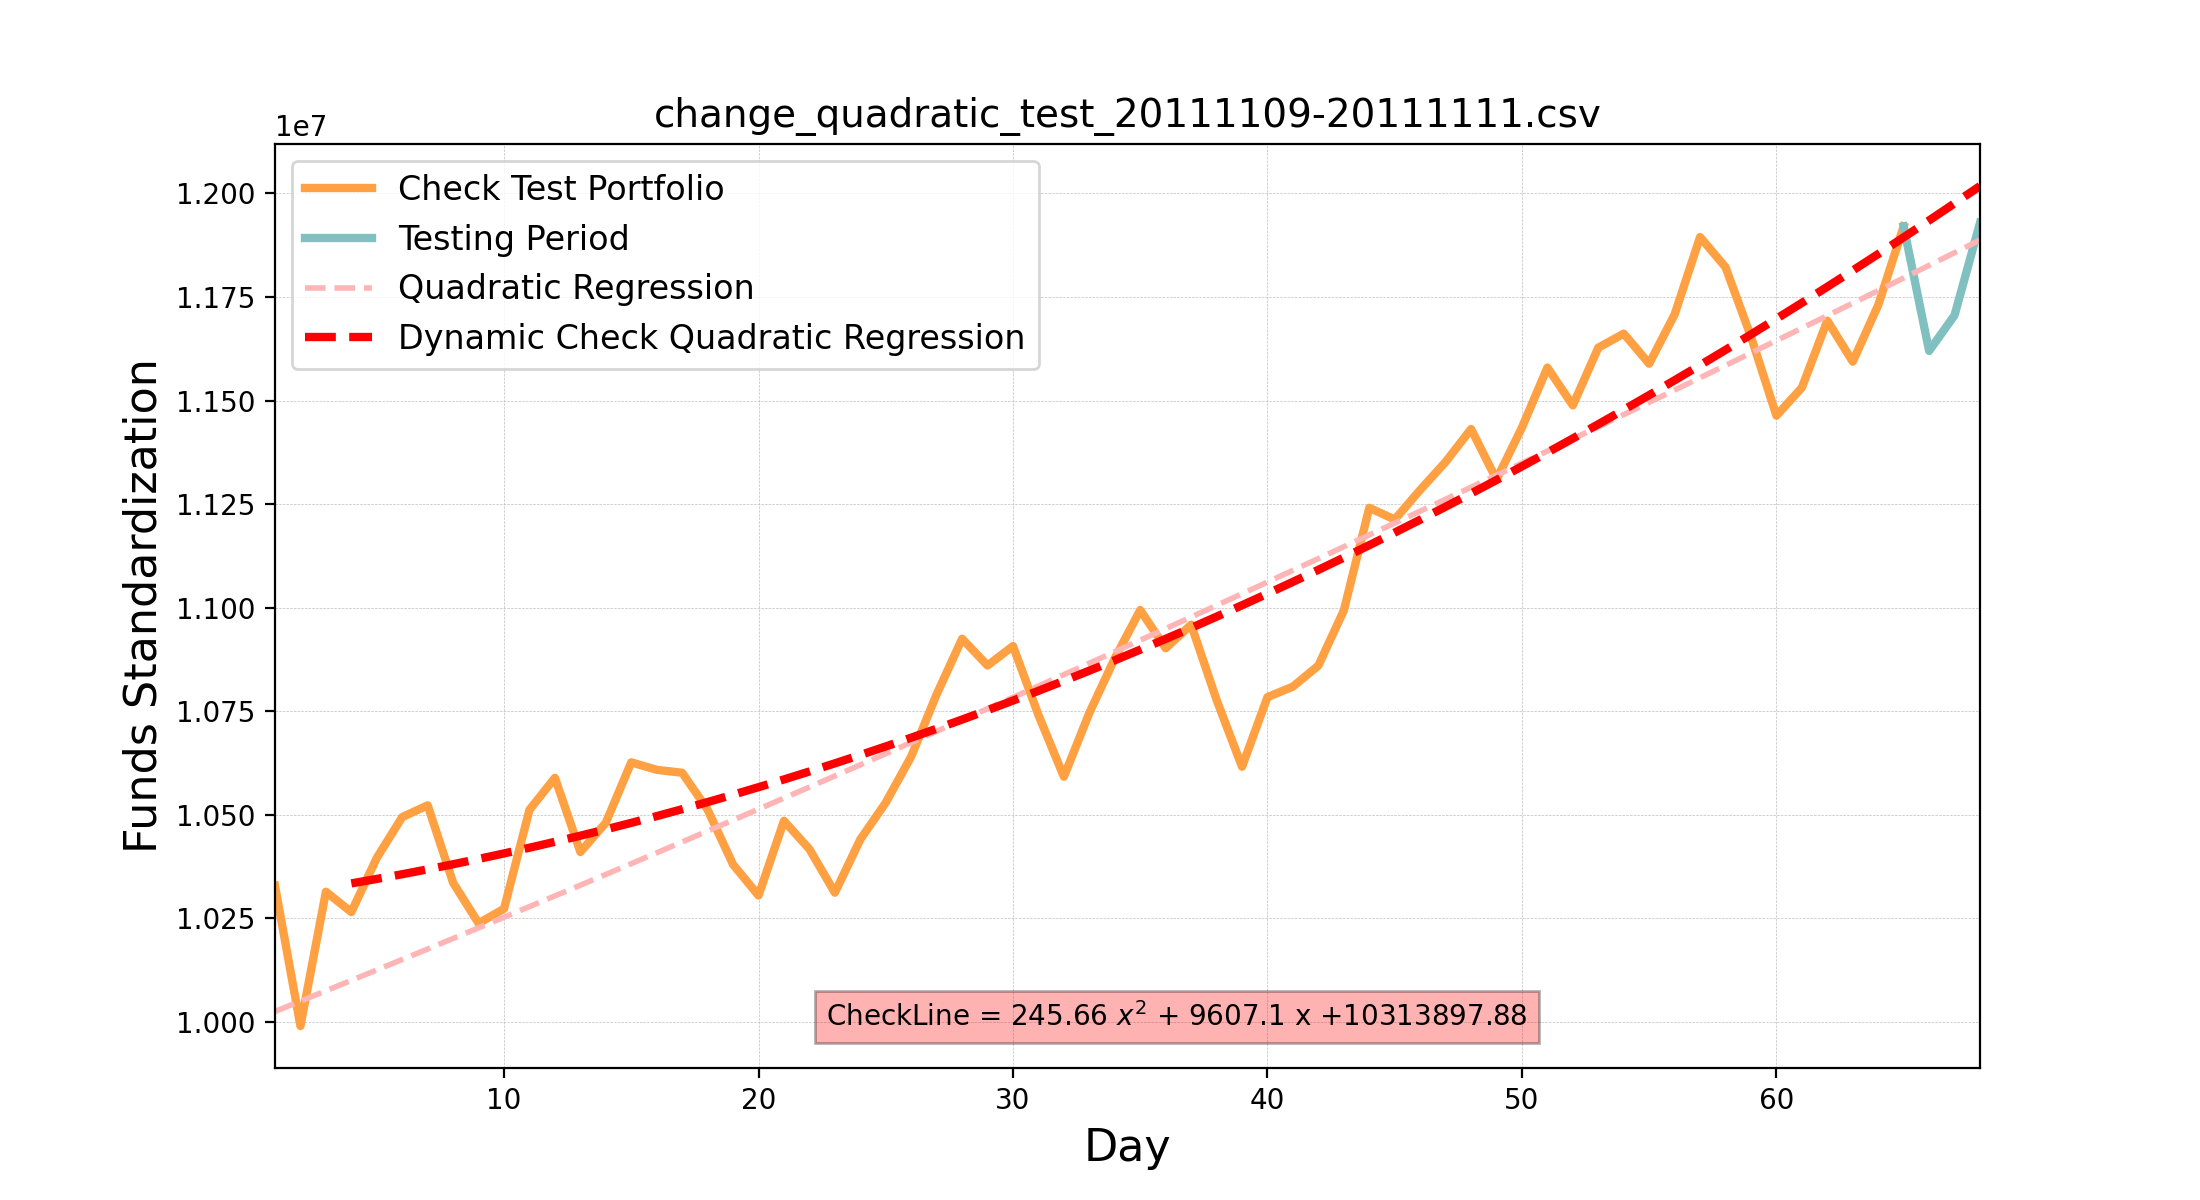 change_quadratic_test_20111109-20111111.csv
1e7
Check Test Portfolio
Testing Period
Quadratic Regression
Dynamic Check Quadratic Regression
Funds Standardization
1.200
1.175
1.150
1.125
1.100
1.075
1.050
1.025
1.000
CheckLine = 245.66 x² + 9607.1 x +10313897.88
10 20 30 40 50 60
Day